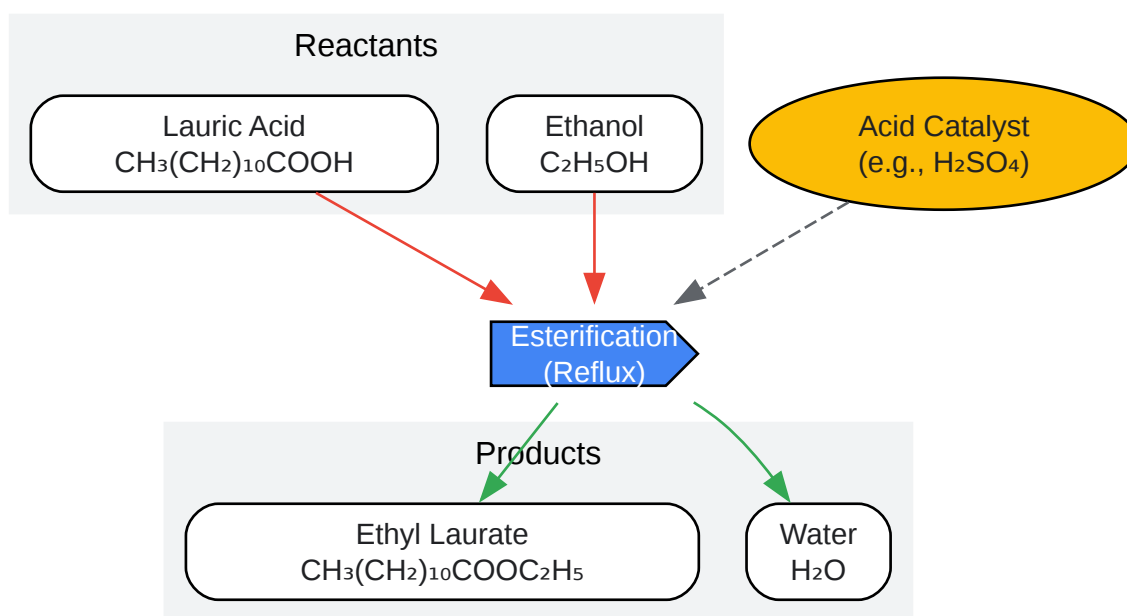 Reactants
Lauric Acid
CH₃(CH₂)₁₀COOH
Ethanol
C₂H₅OH
Acid Catalyst
(e.g., H₂SO₄)
Esterification
(Reflux)
Products
Ethyl Laurate
CH₃(CH₂)₁₀COOC₂H₅
Water
H₂O